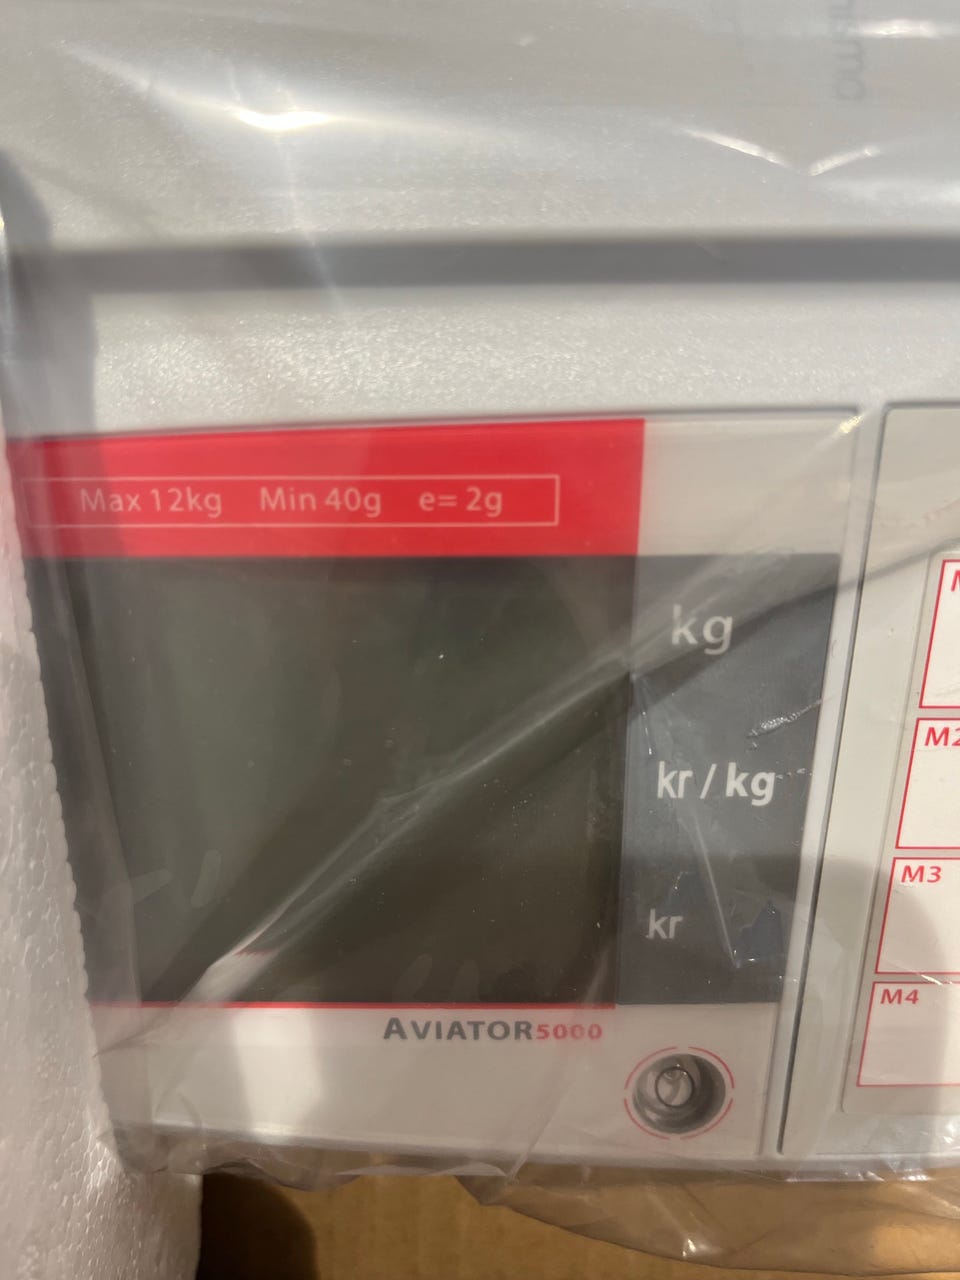 Max 12kg Min 40g e= 2g
kg
kr / kg
kr
M2
M3
M4
AVIATOR5000